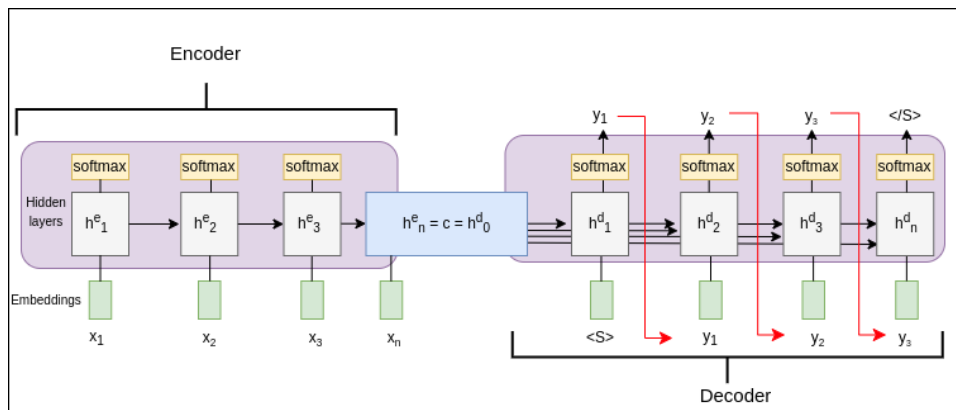 Encoder
y₁ y₂ y₃ </S>
softmax softmax softmax softmax softmax softmax softmax
Hidden layers
hᵉ₁ hᵉ₂ hᵉ₃ hᵉₙ = c = hᵈ₀ hᵈ₁ hᵈ₂ hᵈ₃ hᵈₙ
Embeddings
x₁ x₂ x₃ xₙ <S> y₁ y₂ y₃
Decoder